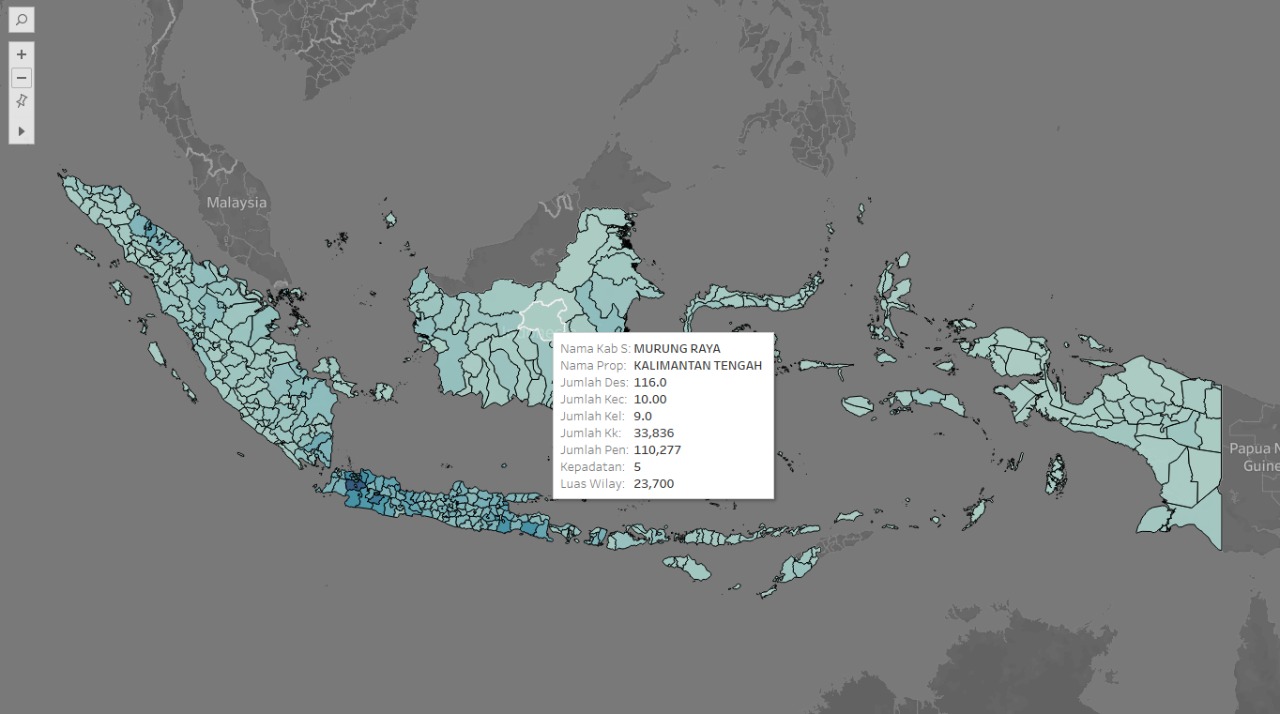 Malaysia
Nama Kab S: MURUNG RAYA
Nama Prop: KALIMANTAN TENGAH
Jumlah Des: 116.0
Jumlah Kec: 10.00
Jumlah Kel: 9.0
Jumlah Kk: 33,836
Jumlah Pen: 110,277
Kepadatan: 5
Luas Wilay: 23,700
Papua N
Guine